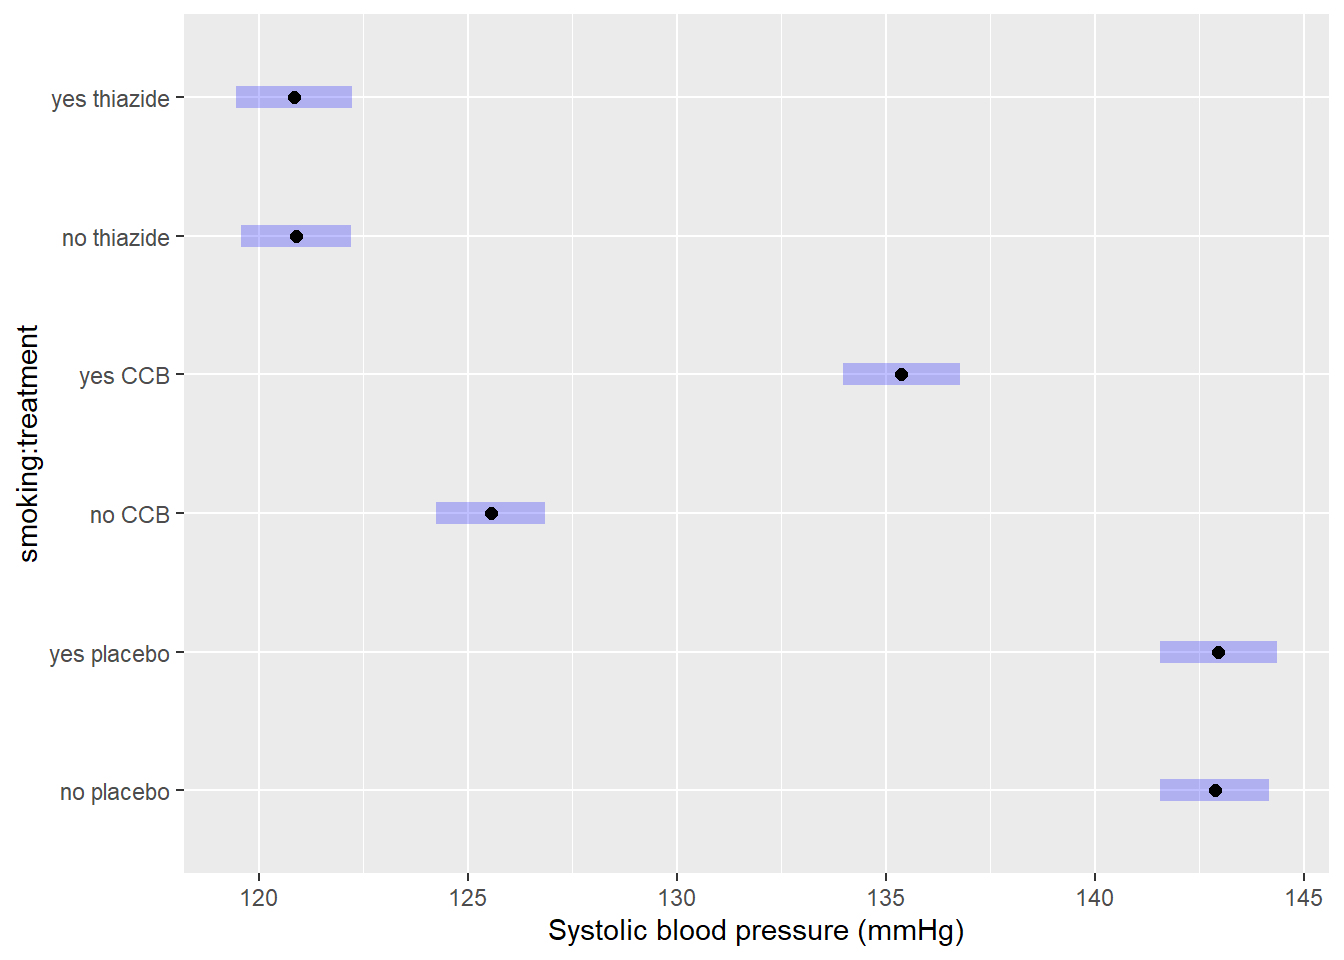 yes thiazide
no thiazide
yes CCB
no CCB
yes placebo
no placebo
smoking:treatment
120 125 130 135 140 145
Systolic blood pressure (mmHg)